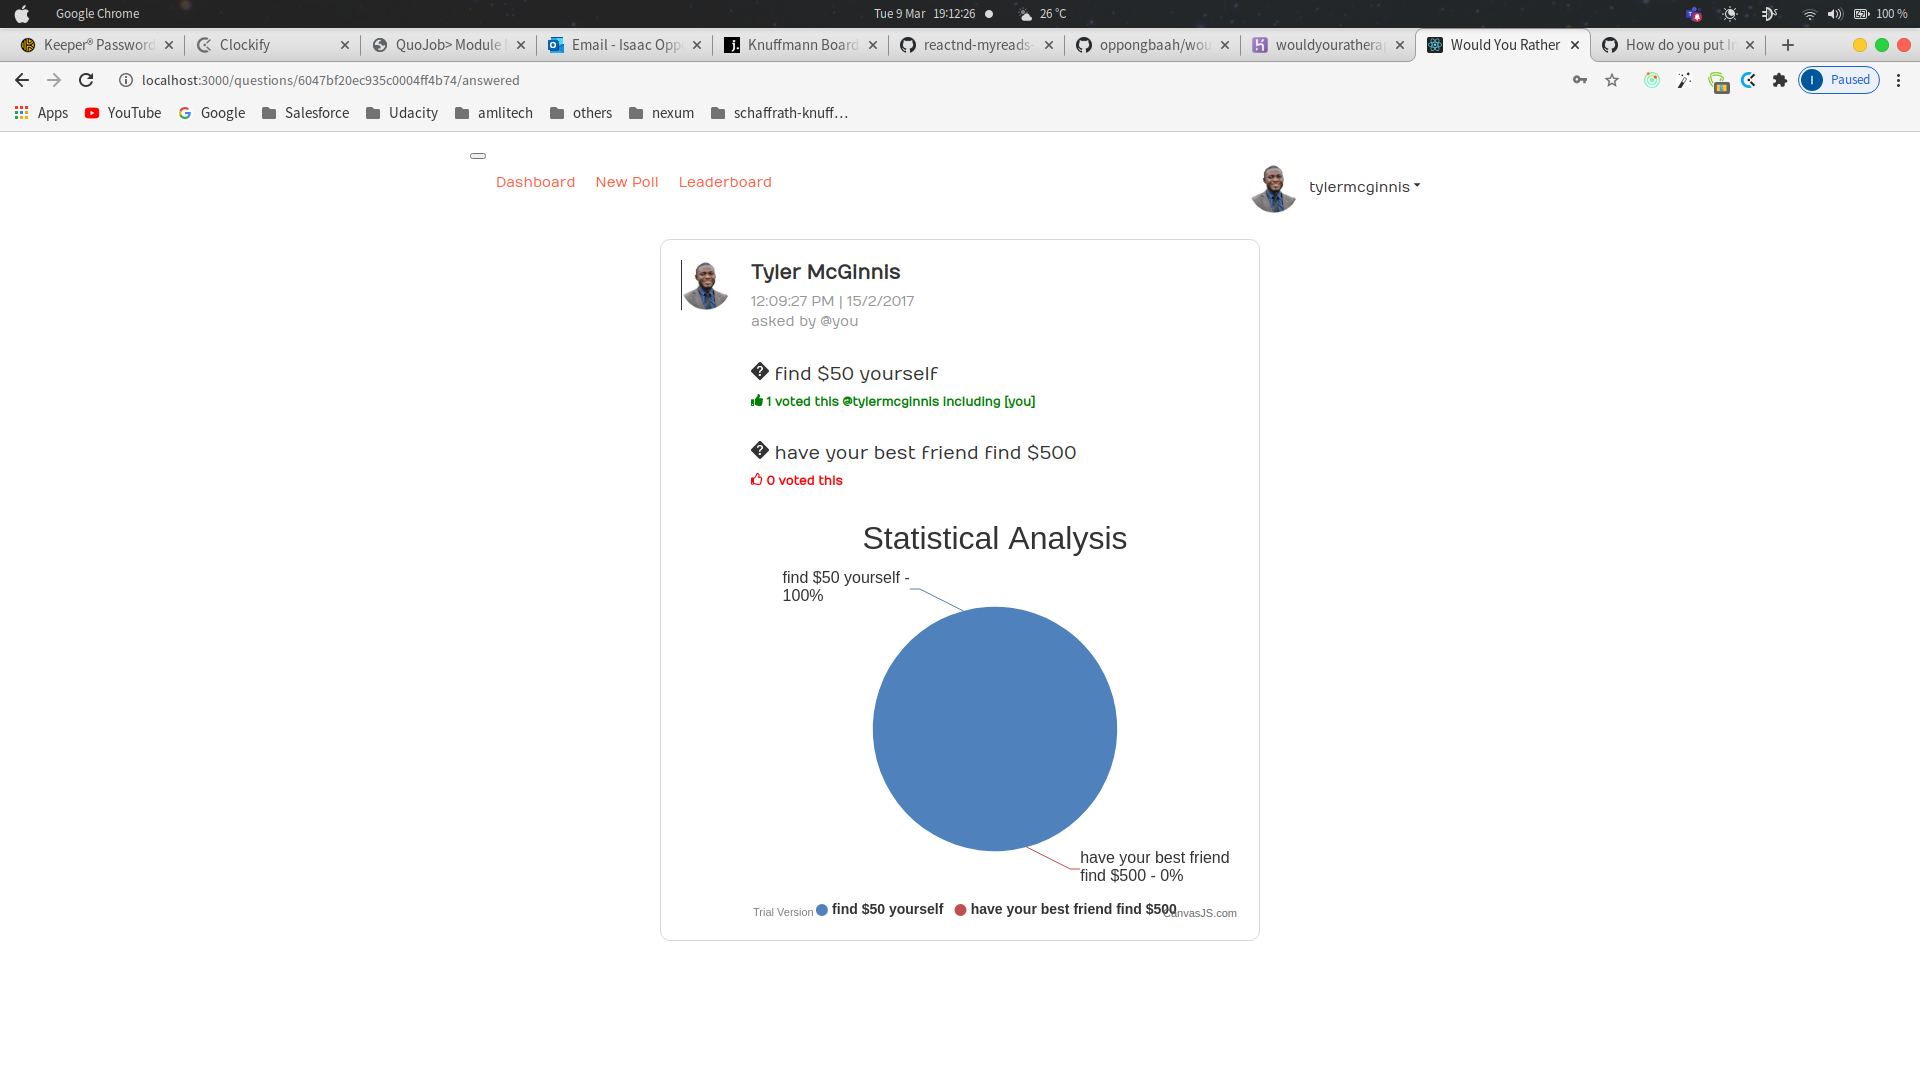 Google Chrome
Tue 9 Mar 19:12:26
26 °C
100 %
Keeper® Password
Clockify
QuoJob> Module
Email - Isaac Opp
Knuffmann Board
reactnd-myreads-
oppongbaah/wou
wouldyouratherap
Would You Rather
How do you put I
localhost:3000/questions/6047bf20ec935c0004ff4b74/answered
I
Paused
Apps
YouTube
Google
Salesforce
Udacity
amlitech
others
nexum
schaffrath-knuff…
Dashboard
New Poll
Leaderboard
tylermcginnis
Tyler McGinnis
12:09:27 PM | 15/2/2017
asked by @you
� find $50 yourself
1 voted this @tylermcginnis including [you]
� have your best friend find $500
0 voted this
Statistical Analysis
find $50 yourself -
100%
have your best friend
find $500 - 0%
Trial Version
find $50 yourself
have your best friend find $500
CanvasJS.com